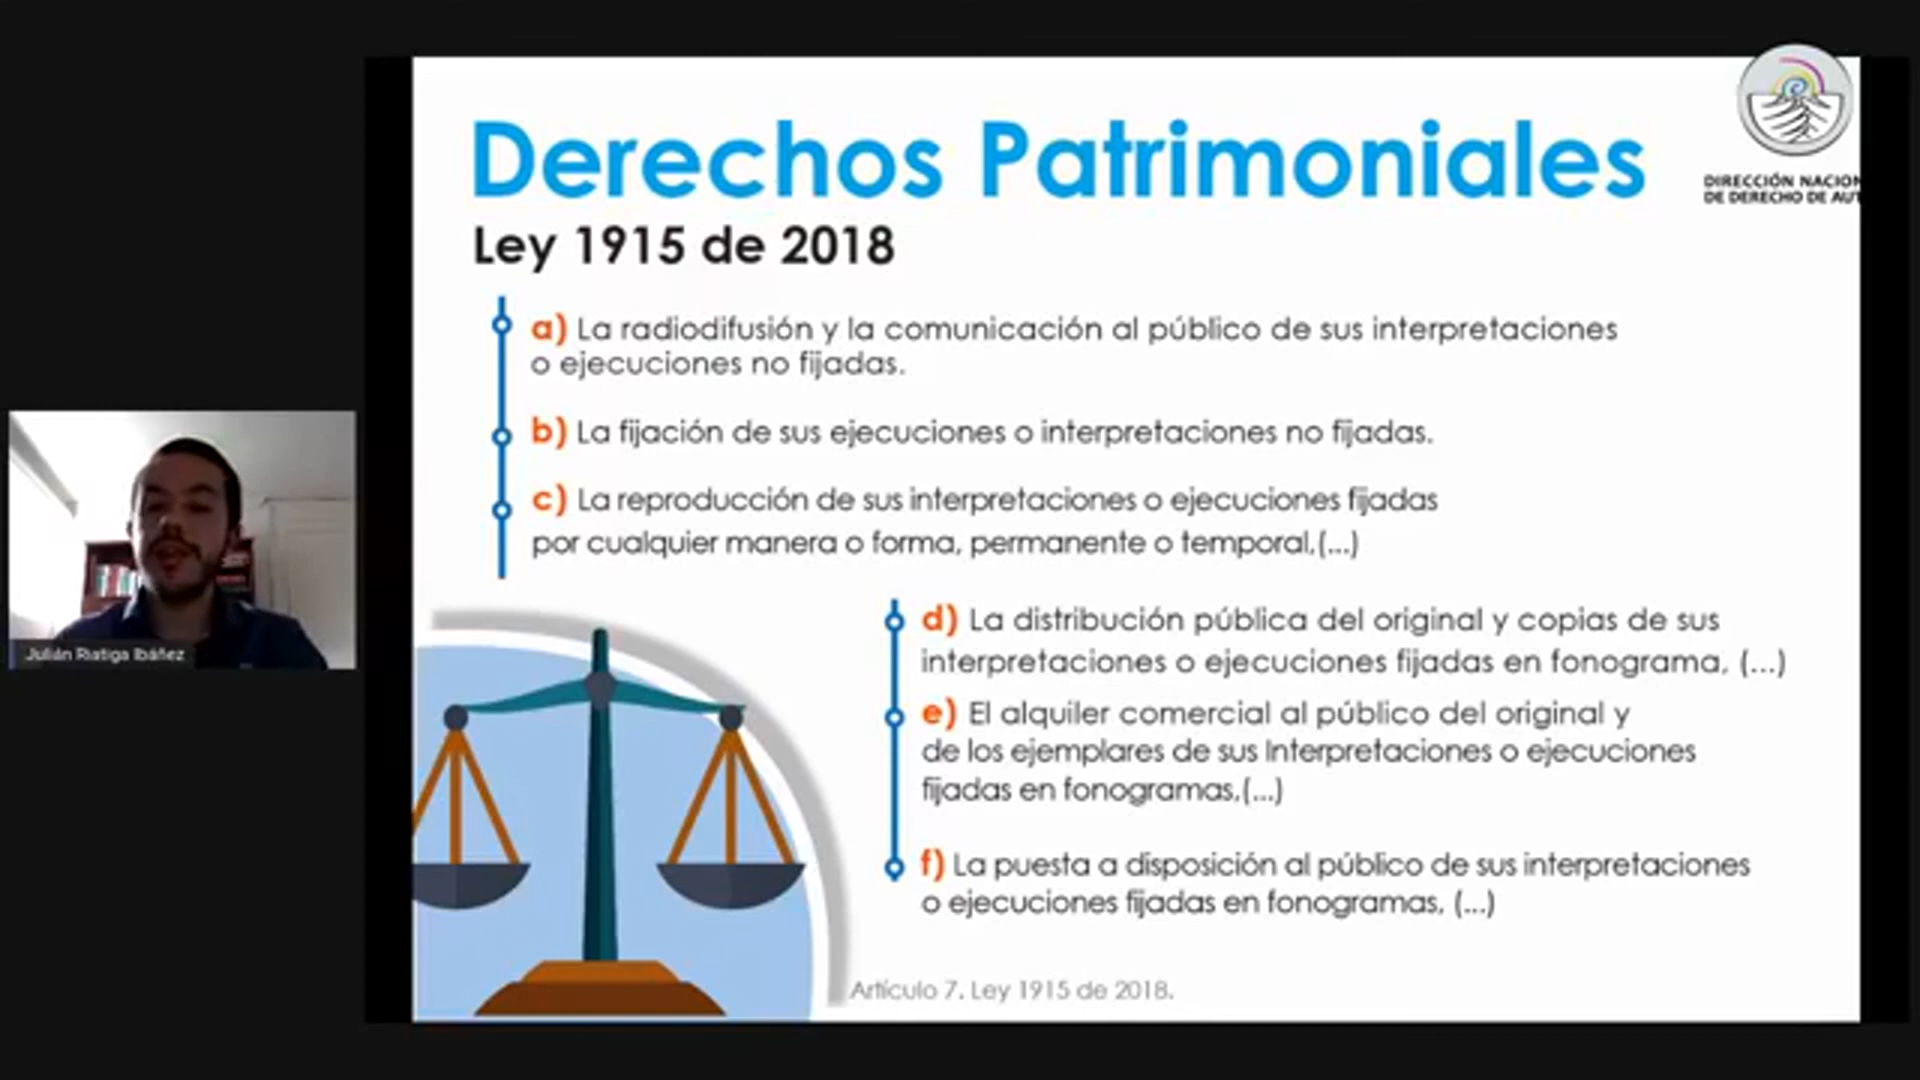 DIRECCIÓN NACION
DE DERECHO DE AUT
Derechos Patrimoniales
Ley 1915 de 2018
a) La radiodifusión y la comunicación al público de sus interpretaciones
o ejecuciones no fijadas.
b) La fijación de sus ejecuciones o interpretaciones no fijadas.
c) La reproducción de sus interpretaciones o ejecuciones fijadas
por cualquier manera o forma, permanente o temporal,(...)
d) La distribución pública del original y copias de sus
interpretaciones o ejecuciones fijadas en fonograma, (...)
e) El alquiler comercial al público del original y
de los ejemplares de sus Interpretaciones o ejecuciones
fijadas en fonogramas,(...)
f) La puesta a disposición al público de sus interpretaciones
o ejecuciones fijadas en fonogramas, (...)
Artículo 7. Ley 1915 de 2018.
Julián Riatiga Ibáñez